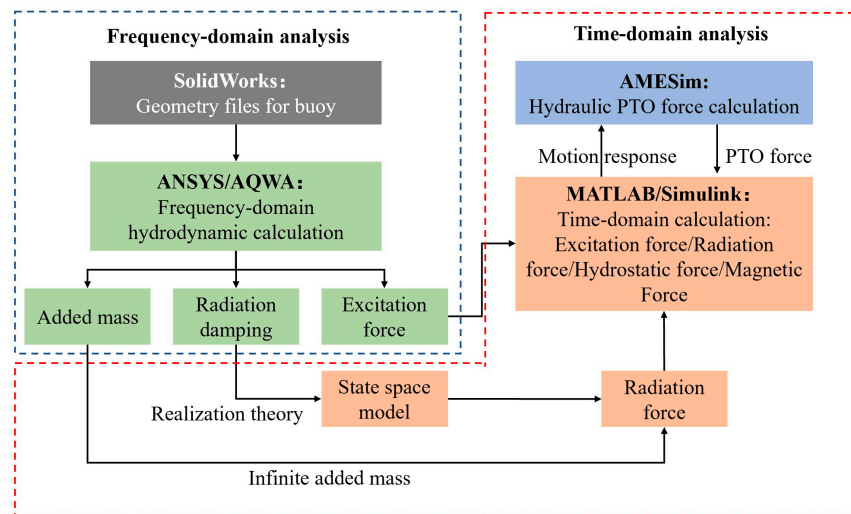 Frequency-domain analysis
SolidWorks：
Geometry files for buoy
ANSYS/AQWA：
Frequency-domain
hydrodynamic calculation
Added mass
Radiation
damping
Excitation
force
Time-domain analysis
AMESim:
Hydraulic PTO force calculation
Motion response
PTO force
MATLAB/Simulink：
Time-domain calculation:
Excitation force/Radiation
force/Hydrostatic force/Magnetic
Force
Realization theory
State space
model
Radiation
force
Infinite added mass